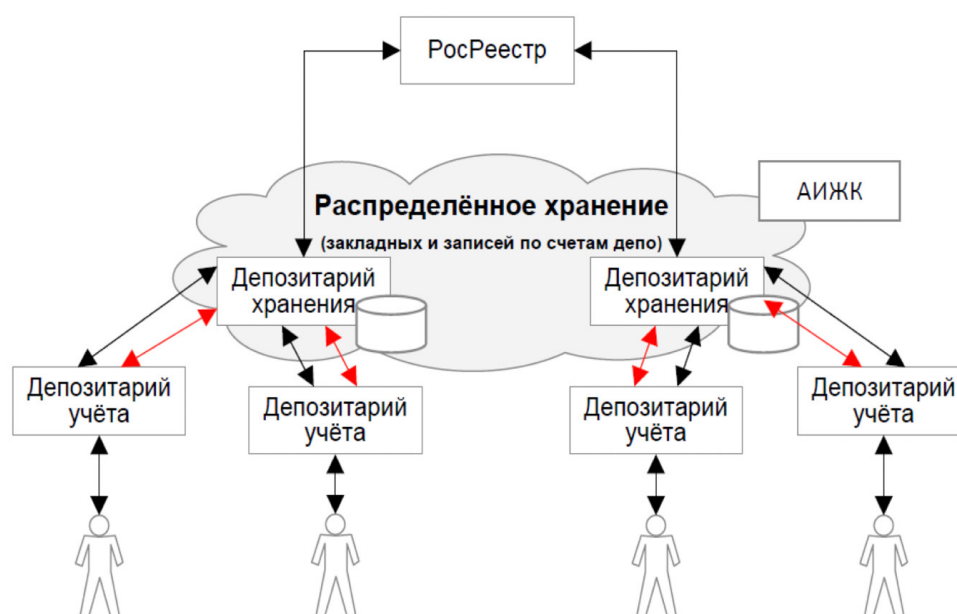 РосРеестр
АИЖК
Распределённое хранение
(закладных и записей по счетам депо)
Депозитарий
хранения
Депозитарий
хранения
Депозитарий
учёта
Депозитарий
учёта
Депозитарий
учёта
Депозитарий
учёта